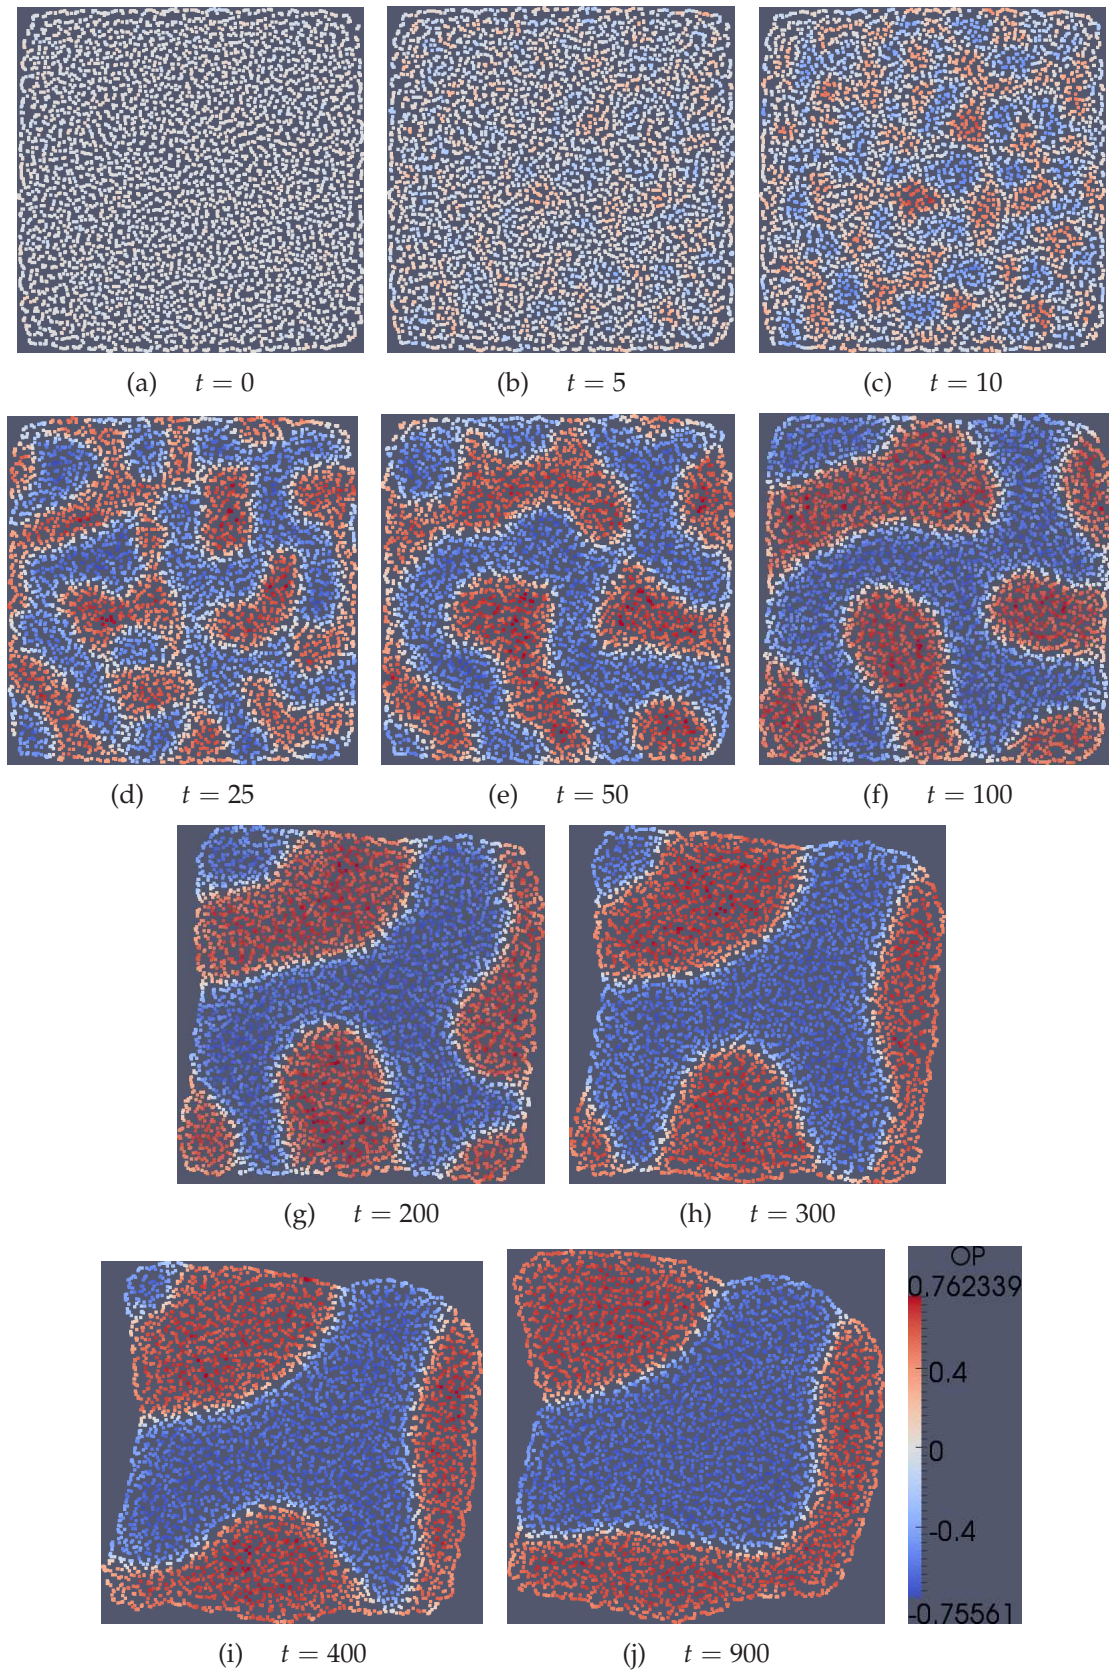 (a) t = 0
(b) t = 5
(c) t = 10
(d) t = 25
(e) t = 50
(f) t = 100
(g) t = 200
(h) t = 300
OP
0.762339
0.4
0
-0.4
-0.75561
(i) t = 400
(j) t = 900